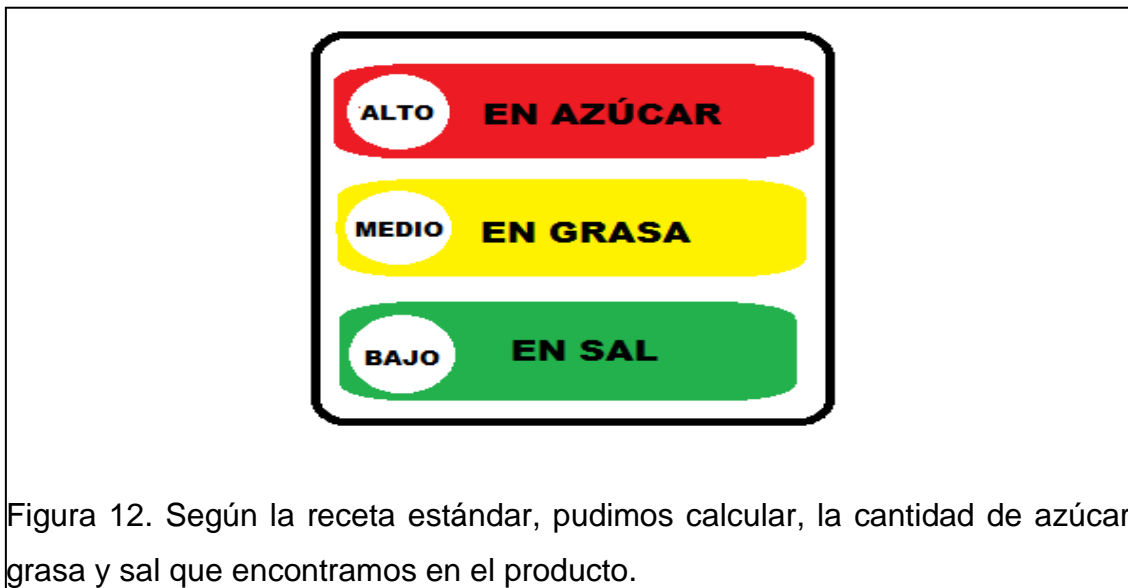 ALTO EN AZÚCAR
MEDIO EN GRASA
BAJO EN SAL
Figura 12. Según la receta estándar, pudimos calcular, la cantidad de azúcar
grasa y sal que encontramos en el producto.